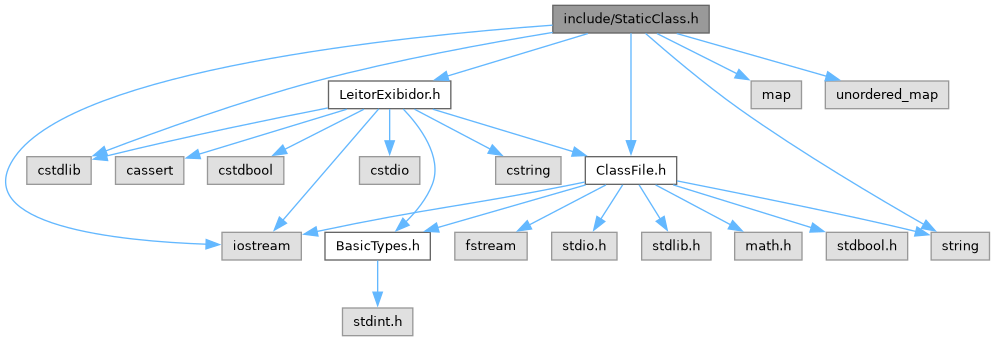 include/StaticClass.h
LeitorExibidor.h
map
unordered_map
cstdlib
cassert
cstdbool
cstdio
cstring
ClassFile.h
iostream
BasicTypes.h
fstream
stdio.h
stdlib.h
math.h
stdbool.h
string
stdint.h